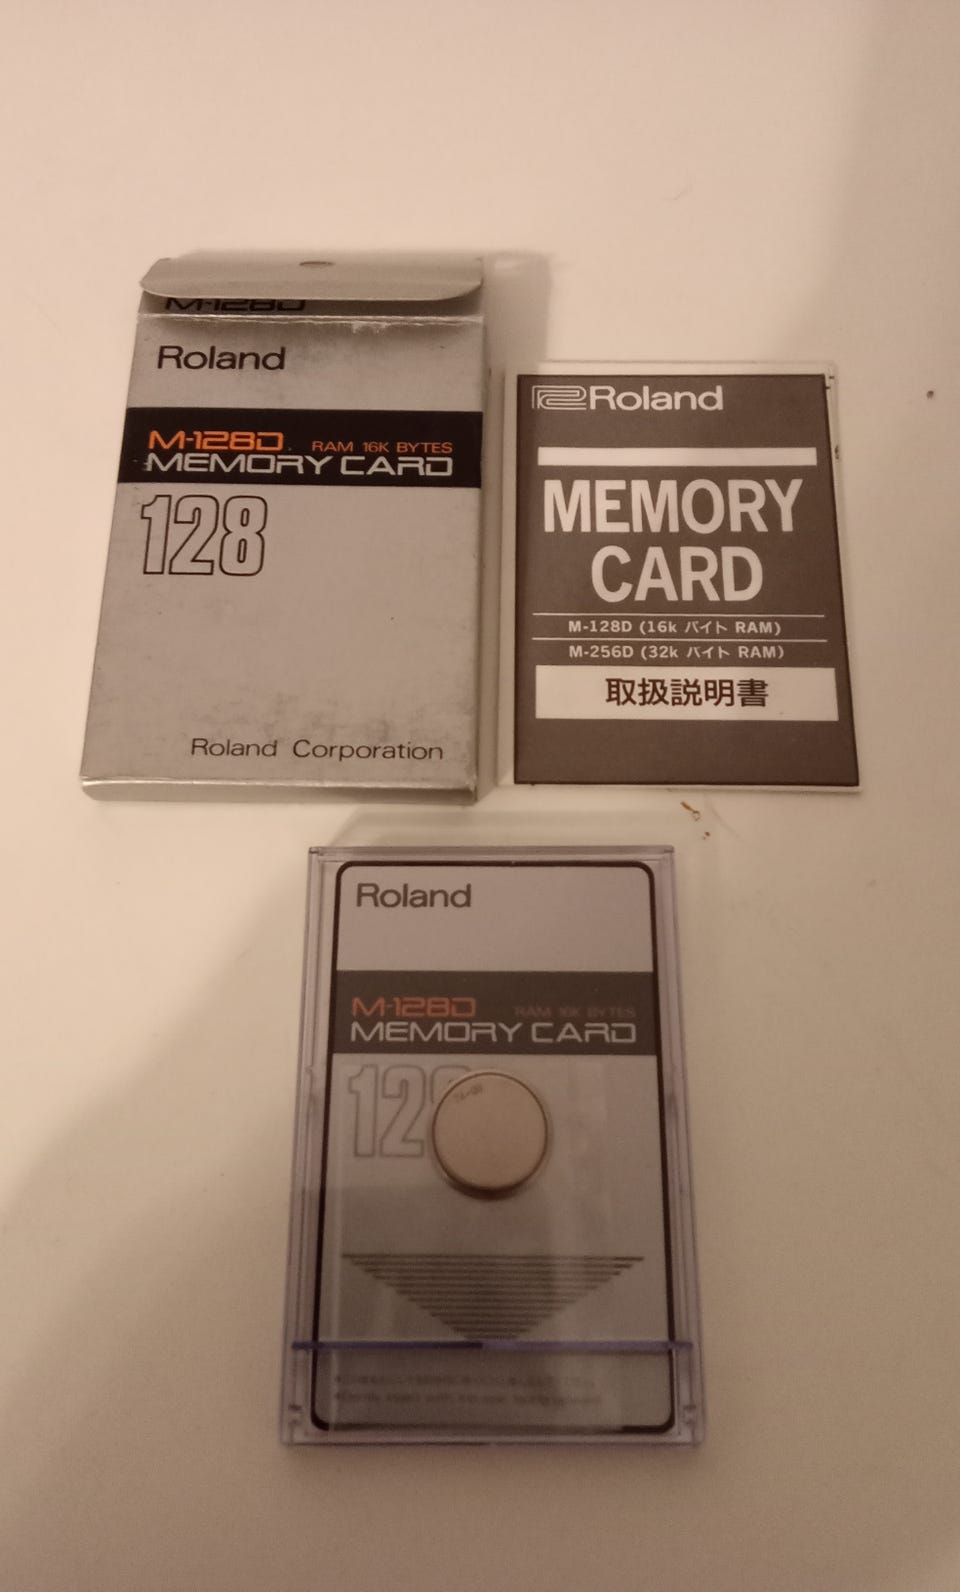 M-128D
Roland
M-128D RAM 16K BYTES
MEMORY CARD
128
Roland Corporation
Roland
MEMORY
CARD
M-128D (16k バイト RAM)
M-256D (32k バイト RAM)
取扱説明書
Roland
M-128D RAM 16K BYTES
MEMORY CARD
12